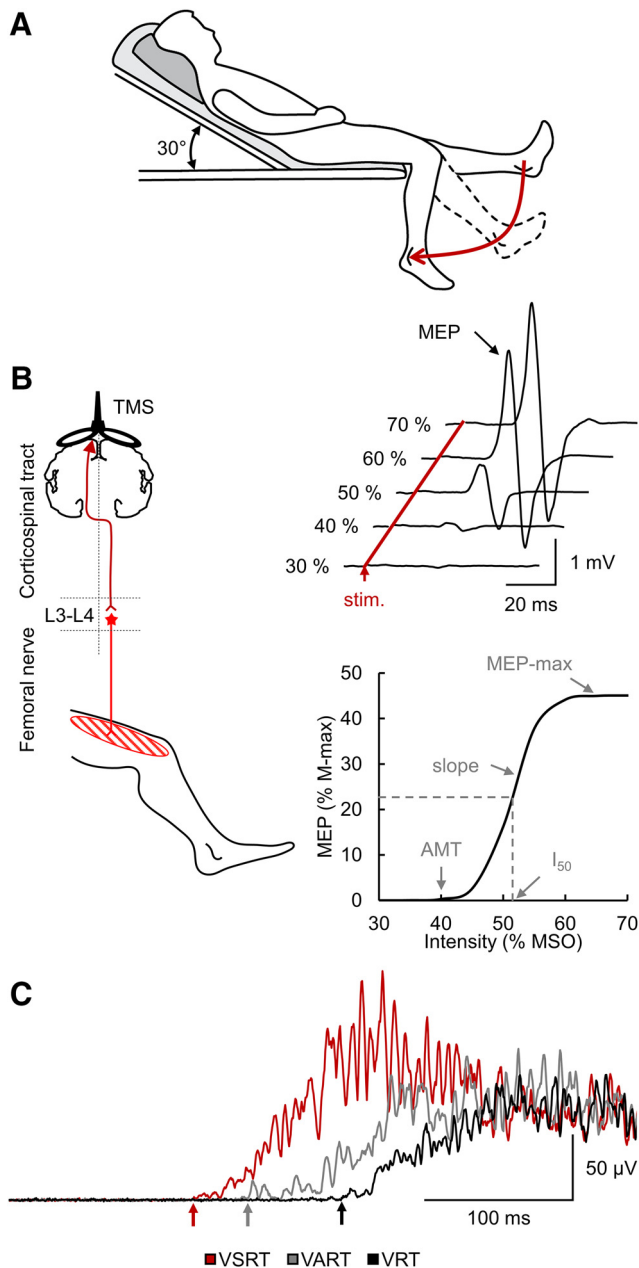 A
30°
B
TMS
Corticospinal tract
L3-L4
Femoral nerve
MEP
70 %
60 %
50 %
40 %
30 %
stim.
1 mV
20 ms
MEP (% M-max)
50
40
30
20
10
0
MEP-max
slope
AMT
I50
30 40 50 60 70
Intensity (% MSO)
C
50 µV
100 ms
VSRT VART VRT